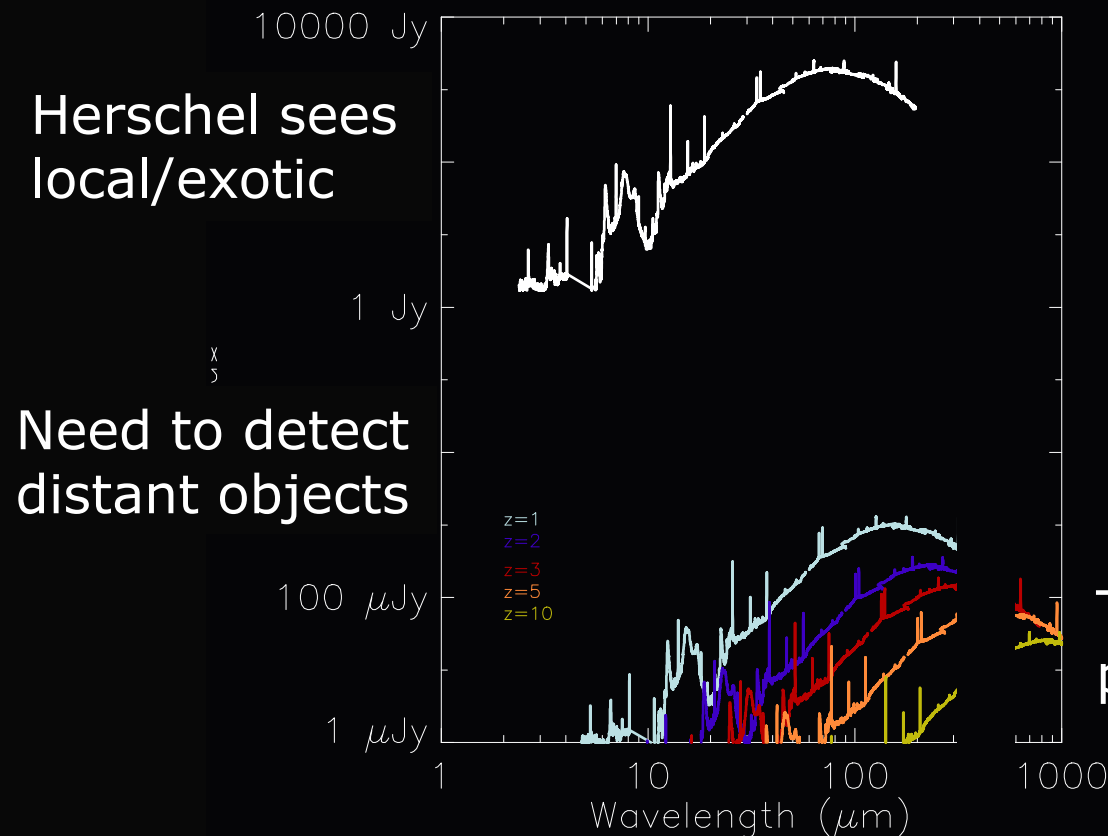 10000 Jy
Herschel sees
local/exotic
1 Jy
Need to detect
distant objects
z=1
z=2
z=3
z=5
z=10
100 μJy
1 μJy
1
10
100
1000
Wavelength (μm)